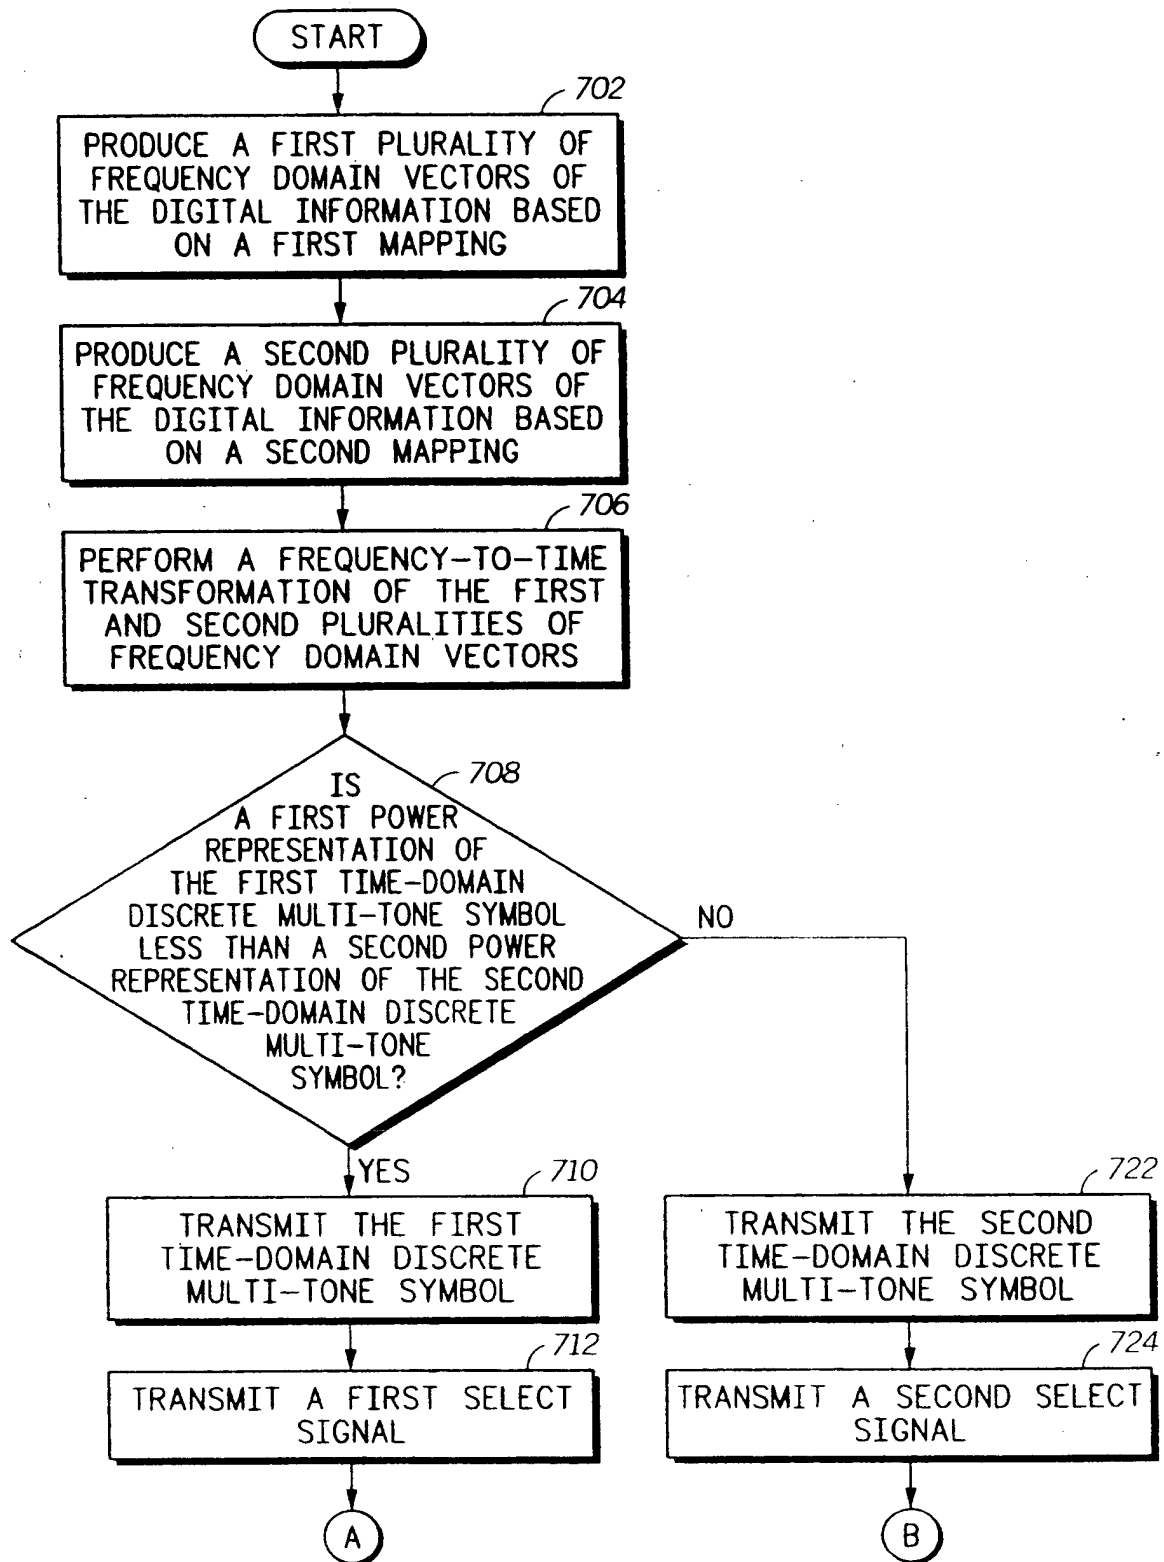 START
702
PRODUCE A FIRST PLURALITY OF
FREQUENCY DOMAIN VECTORS OF
THE DIGITAL INFORMATION BASED
ON A FIRST MAPPING
704
PRODUCE A SECOND PLURALITY OF
FREQUENCY DOMAIN VECTORS OF
THE DIGITAL INFORMATION BASED
ON A SECOND MAPPING
706
PERFORM A FREQUENCY-TO-TIME
TRANSFORMATION OF THE FIRST
AND SECOND PLURALITIES OF
FREQUENCY DOMAIN VECTORS
708
IS
A FIRST POWER
REPRESENTATION OF
THE FIRST TIME-DOMAIN
DISCRETE MULTI-TONE SYMBOL
LESS THAN A SECOND POWER
REPRESENTATION OF THE SECOND
TIME-DOMAIN DISCRETE
MULTI-TONE
SYMBOL?
NO
YES
710
TRANSMIT THE FIRST
TIME-DOMAIN DISCRETE
MULTI-TONE SYMBOL
712
TRANSMIT A FIRST SELECT
SIGNAL
A
722
TRANSMIT THE SECOND
TIME-DOMAIN DISCRETE
MULTI-TONE SYMBOL
724
TRANSMIT A SECOND SELECT
SIGNAL
B